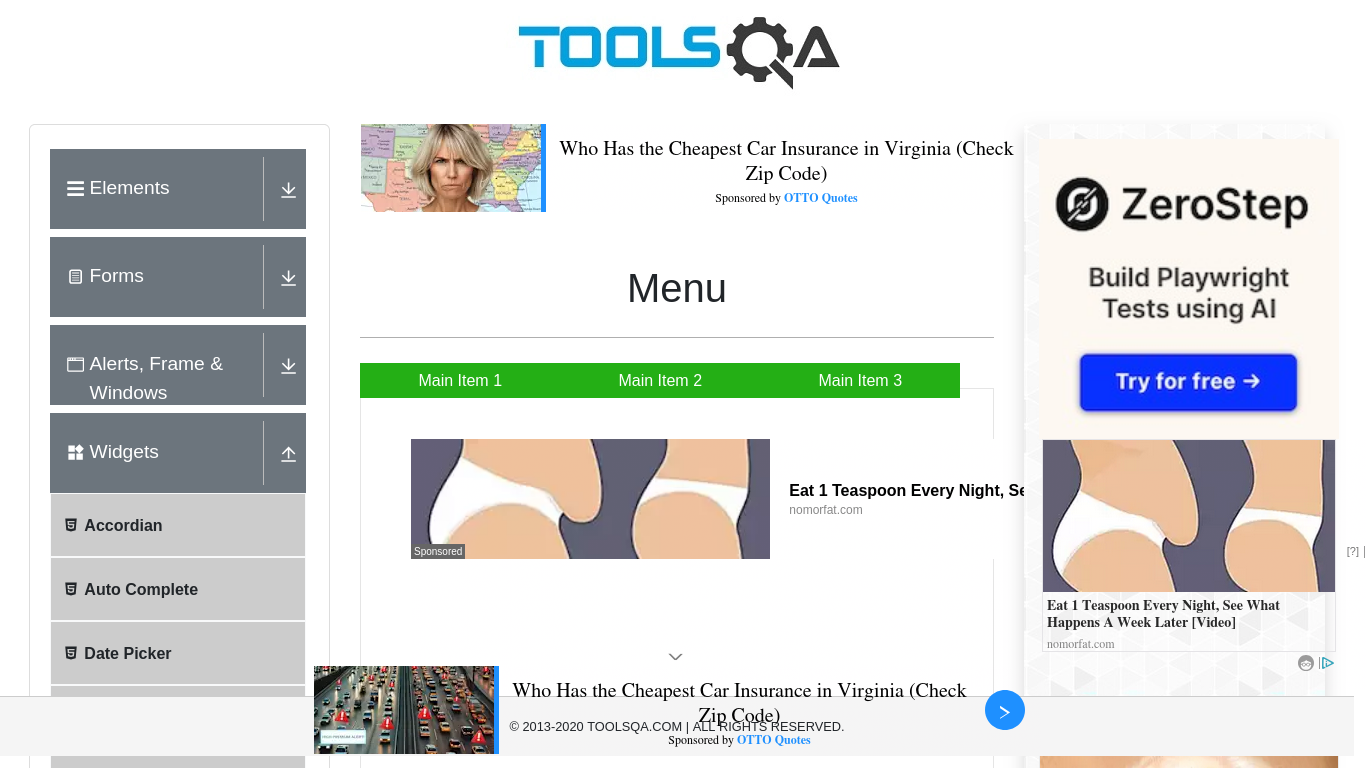 TOOLSQA
Elements
Forms
Alerts, Frame &
Windows
Widgets
Accordian
Auto Complete
Date Picker
Who Has the Cheapest Car Insurance in Virginia (Check
Zip Code)
Sponsored by OTTO Quotes
Menu
Main Item 1
Main Item 2
Main Item 3
Sponsored
Eat 1 Teaspoon Every Night, Se
nomorfat.com
ZeroStep
Build Playwright
Tests using AI
Try for free →
Eat 1 Teaspoon Every Night, See What
Happens A Week Later [Video]
nomorfat.com
[?]
Who Has the Cheapest Car Insurance in Virginia (Check
Zip Code)
© 2013-2020 TOOLSQA.COM | ALL RIGHTS RESERVED.
Sponsored by OTTO Quotes